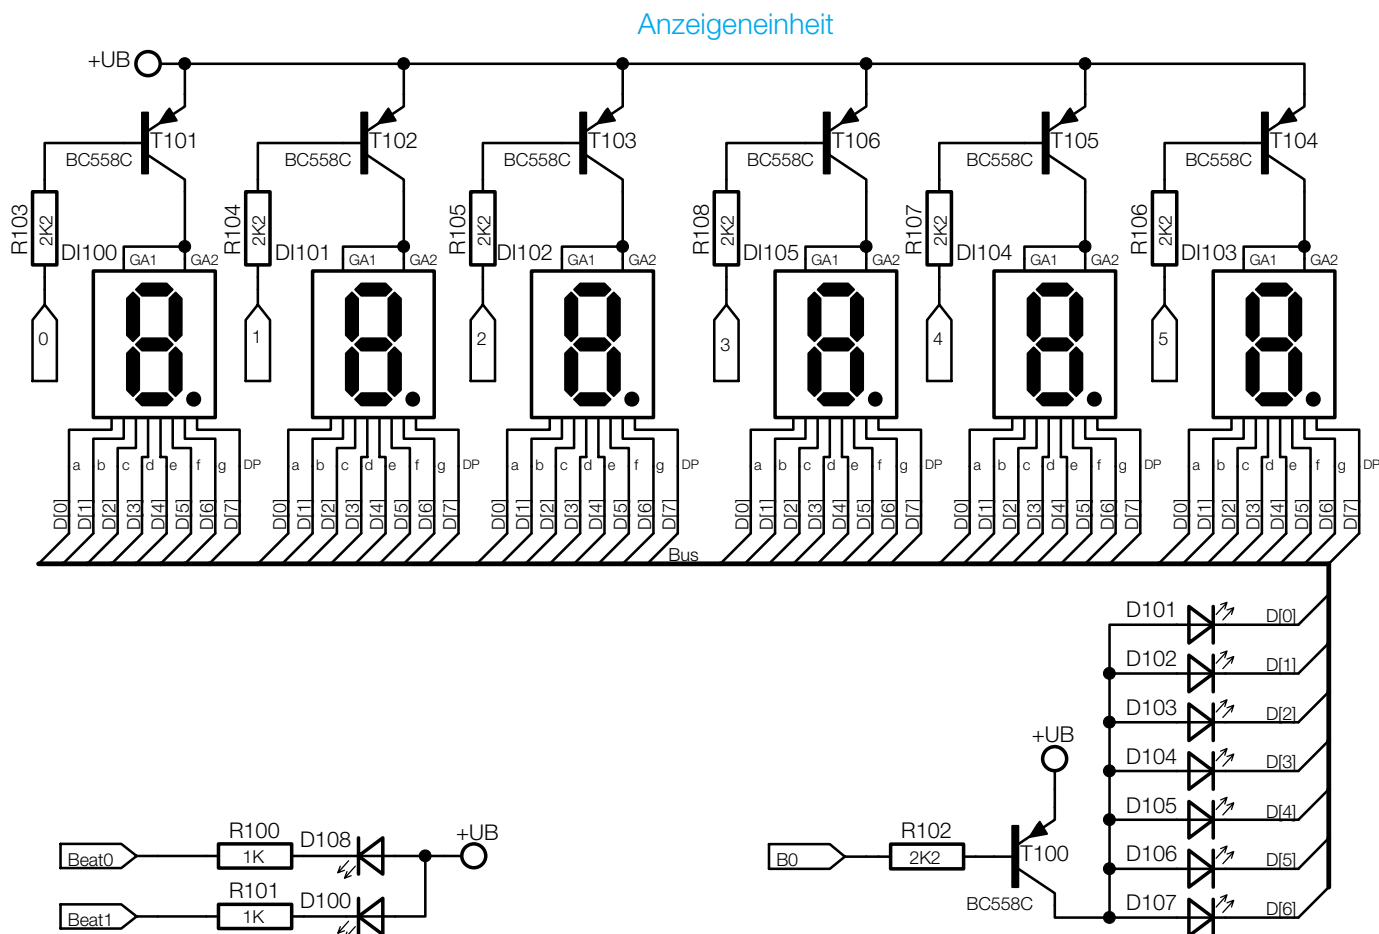 Anzeigeneinheit
+UB
T101 T102 T103 T106 T105 T104
BC558C BC558C BC558C BC558C BC558C BC558C
R103 2K2 R104 2K2 R105 2K2 R108 2K2 R107 2K2 R106 2K2
DI100 DI101 DI102 DI105 DI104 DI103
GA1 GA2 GA1 GA2 GA1 GA2 GA1 GA2 GA1 GA2 GA1 GA2
0 1 2 3 4 5
a b c d e f g DP a b c d e f g DP a b c d e f g DP a b c d e f g DP a b c d e f g DP a b c d e f g DP
D[0] D[1] D[2] D[3] D[4] D[5] D[6] D[7] D[0] D[1] D[2] D[3] D[4] D[5] D[6] D[7] D[0] D[1] D[2] D[3] D[4] D[5] D[6] D[7] D[0] D[1] D[2] D[3] D[4] D[5] D[6] D[7] D[0] D[1] D[2] D[3] D[4] D[5] D[6] D[7] D[0] D[1] D[2] D[3] D[4] D[5] D[6] D[7]
Bus
D101 D[0]
D102 D[1]
D103 D[2]
D104 D[3]
D105 D[4]
D106 D[5]
D107 D[6]
+UB
B0 R102 2K2 T100
BC558C
Beat0 R100 1K D108 +UB
Beat1 R101 1K D100